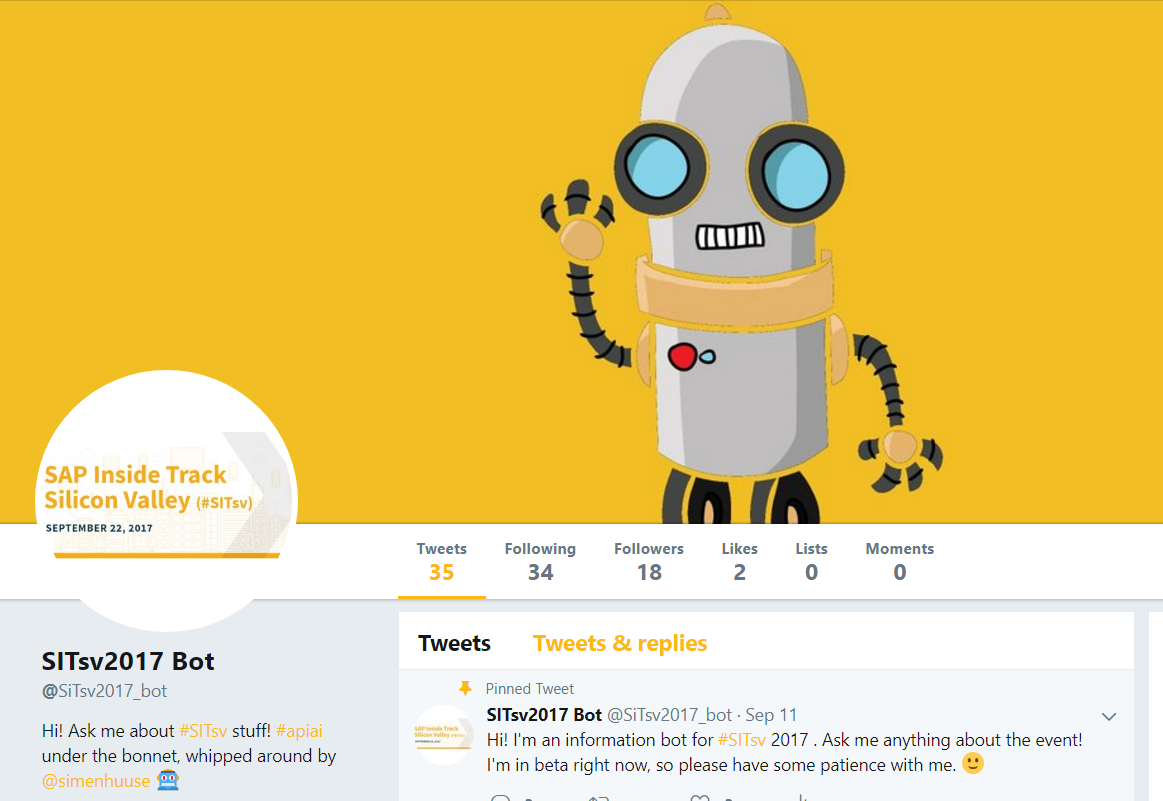 SAP Inside Track
Silicon Valley (#SITsv)
SEPTEMBER 22, 2017
Tweets Following Followers Likes Lists Moments
35 34 18 2 0 0
SITsv2017 Bot
@SiTsv2017_bot
Hi! Ask me about #SITsv stuff! #apiai
under the bonnet, whipped around by
@simenhuuse
Tweets Tweets & replies
Pinned Tweet
SITsv2017 Bot @SiTsv2017_bot · Sep 11
Hi! I'm an information bot for #SITsv 2017 . Ask me anything about the event!
I'm in beta right now, so please have some patience with me. 🙂